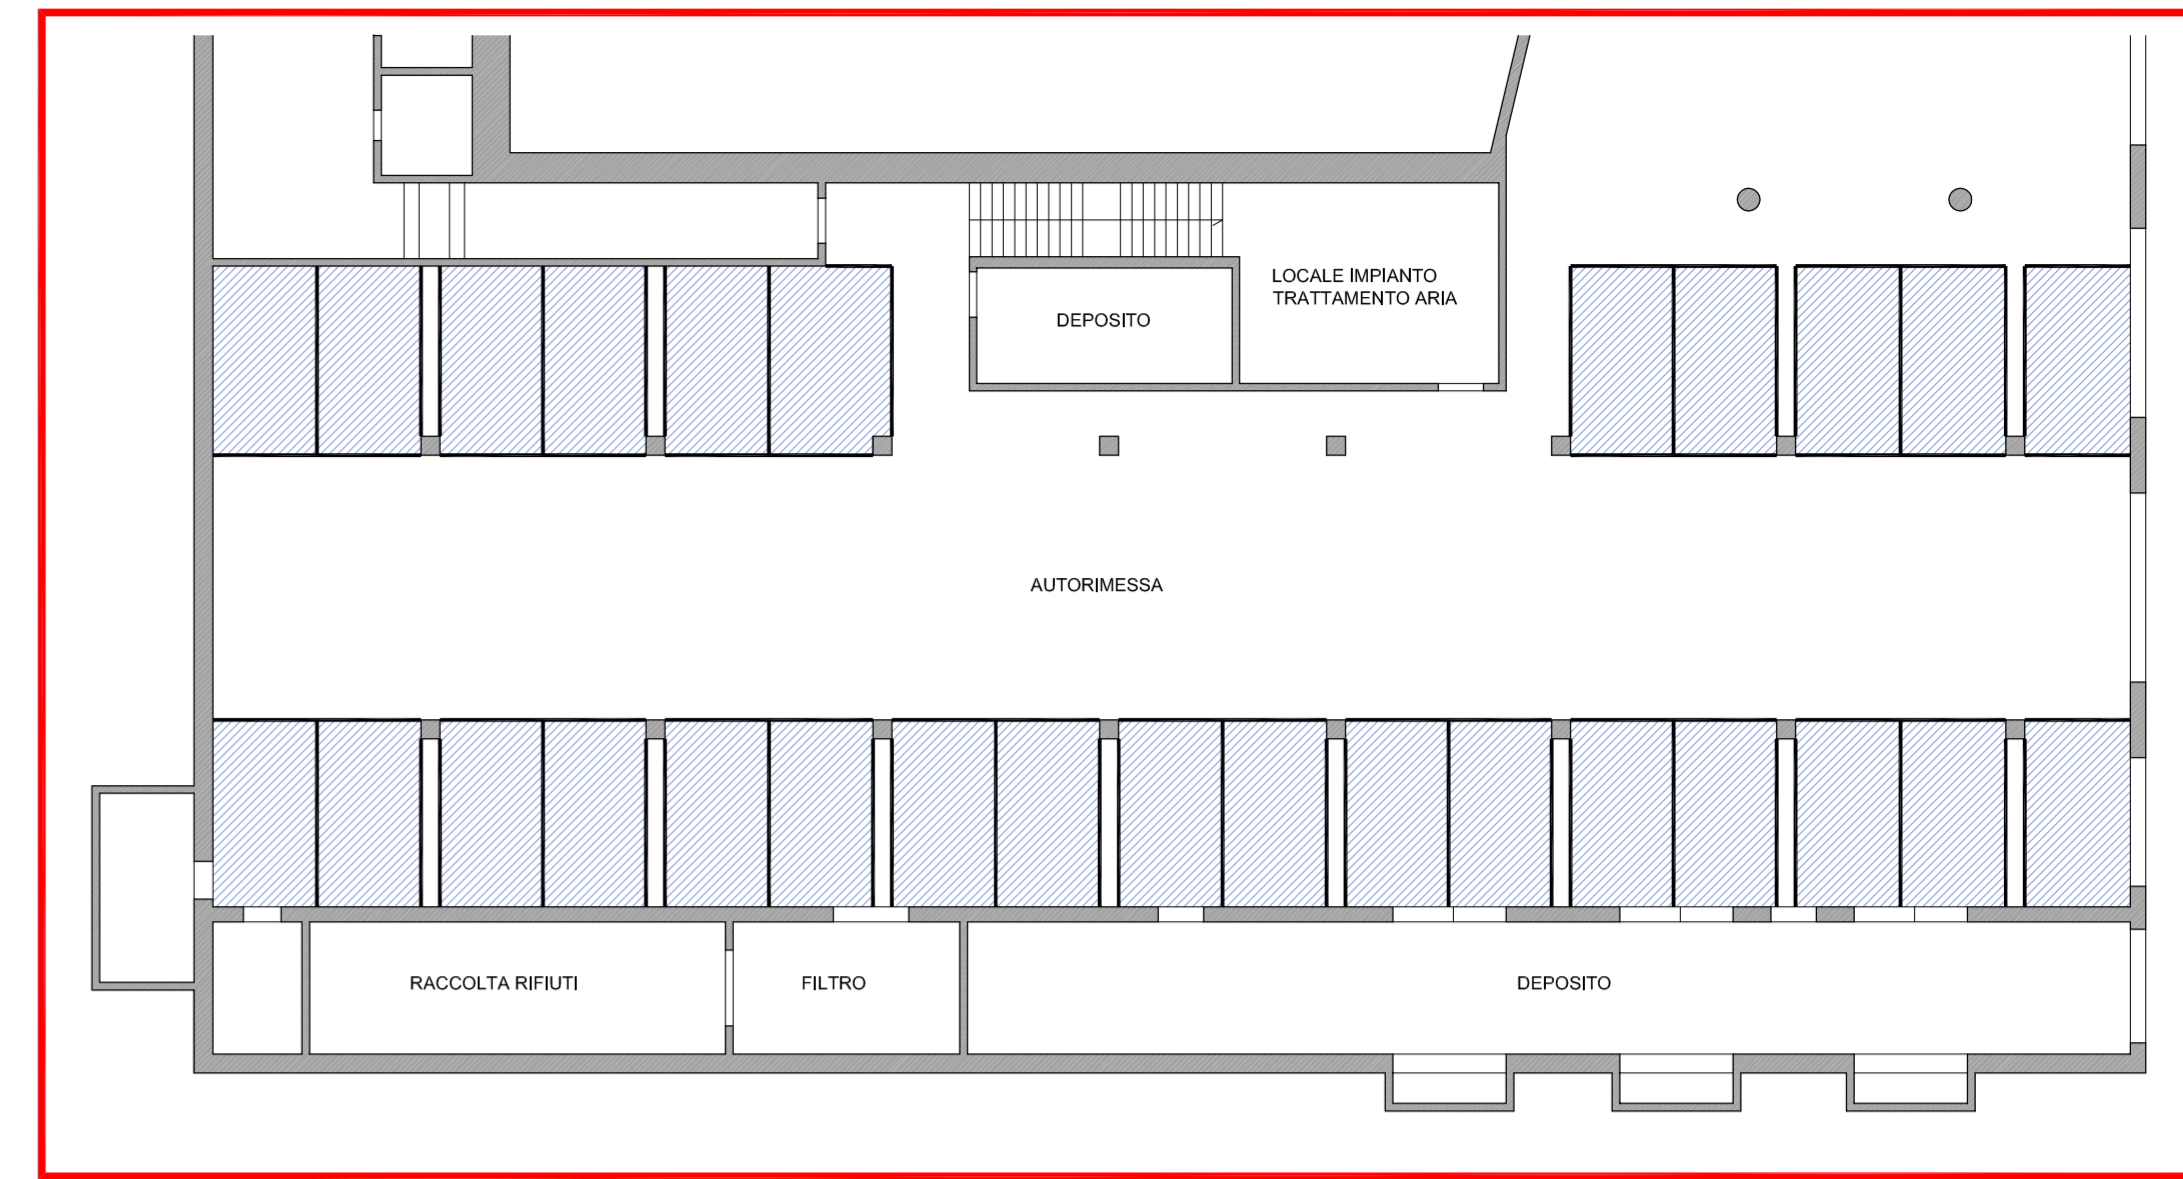 LOCALE IMPIANTO
TRATTAMENTO ARIA
DEPOSITO
AUTORIMESSA
RACCOLTA RIFIUTI
FILTRO
DEPOSITO